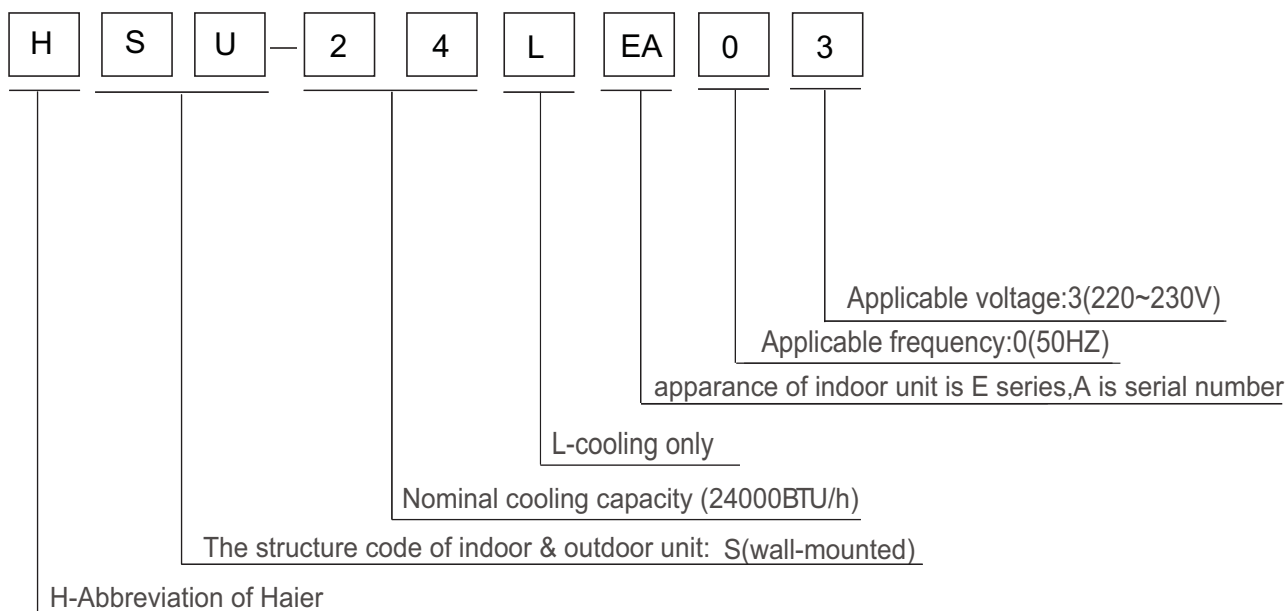 H S U — 2 4 L EA 0 3
Applicable voltage:3(220~230V)
Applicable frequency:0(50HZ)
apparance of indoor unit is E series,A is serial number
L-cooling only
Nominal cooling capacity (24000BTU/h)
The structure code of indoor & outdoor unit: S(wall-mounted)
H-Abbreviation of Haier